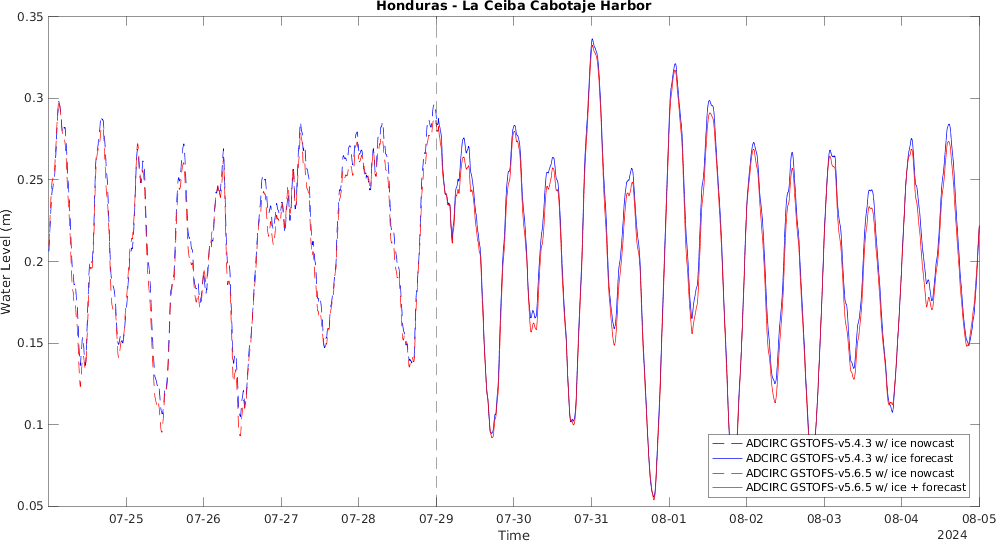 Honduras - La Ceiba Cabotaje Harbor
0.35
0.3
0.25
0.2
0.15
0.1
0.05
Water Level (m)
ADCIRC GSTOFS-v5.4.3 w/ ice nowcast
ADCIRC GSTOFS-v5.4.3 w/ ice forecast
ADCIRC GSTOFS-v5.6.5 w/ ice nowcast
ADCIRC GSTOFS-v5.6.5 w/ ice + forecast
07-25 07-26 07-27 07-28 07-29 07-30 07-31 08-01 08-02 08-03 08-04 08-05
Time
2024